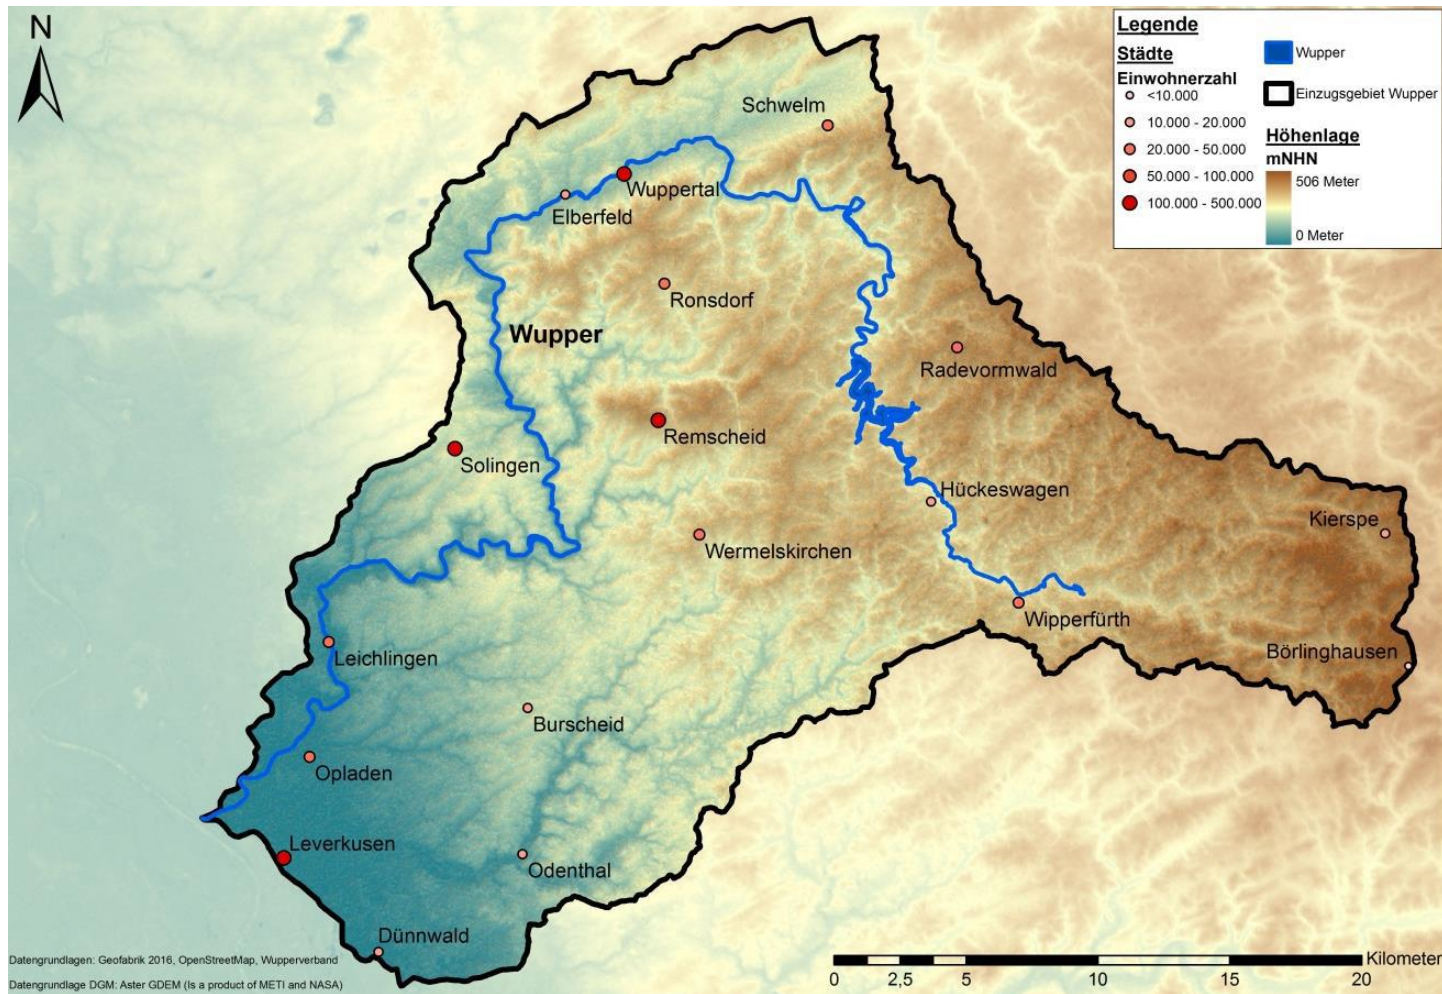 N
Legende
Städte
Einwohnerzahl
<10.000
10.000 - 20.000
20.000 - 50.000
50.000 - 100.000
100.000 - 500.000
Wupper
Einzugsgebiet Wupper
Höhenlage
mNHN
506 Meter
0 Meter
Schwelm
Wuppertal
Elberfeld
Ronsdorf
Wupper
Radevormwald
Remscheid
Solingen
Hückeswagen
Kierspe
Wermelskirchen
Wipperfürth
Börlinghausen
Leichlingen
Burscheid
Opladen
Leverkusen
Odenthal
Dünnwald
Datengrundlagen: Geofabrik 2016, OpenStreetMap, Wupperverband
Datengrundlage DGM: Aster GDEM (Is a product of METI and NASA)
Kilometer
0 2,5 5 10 15 20